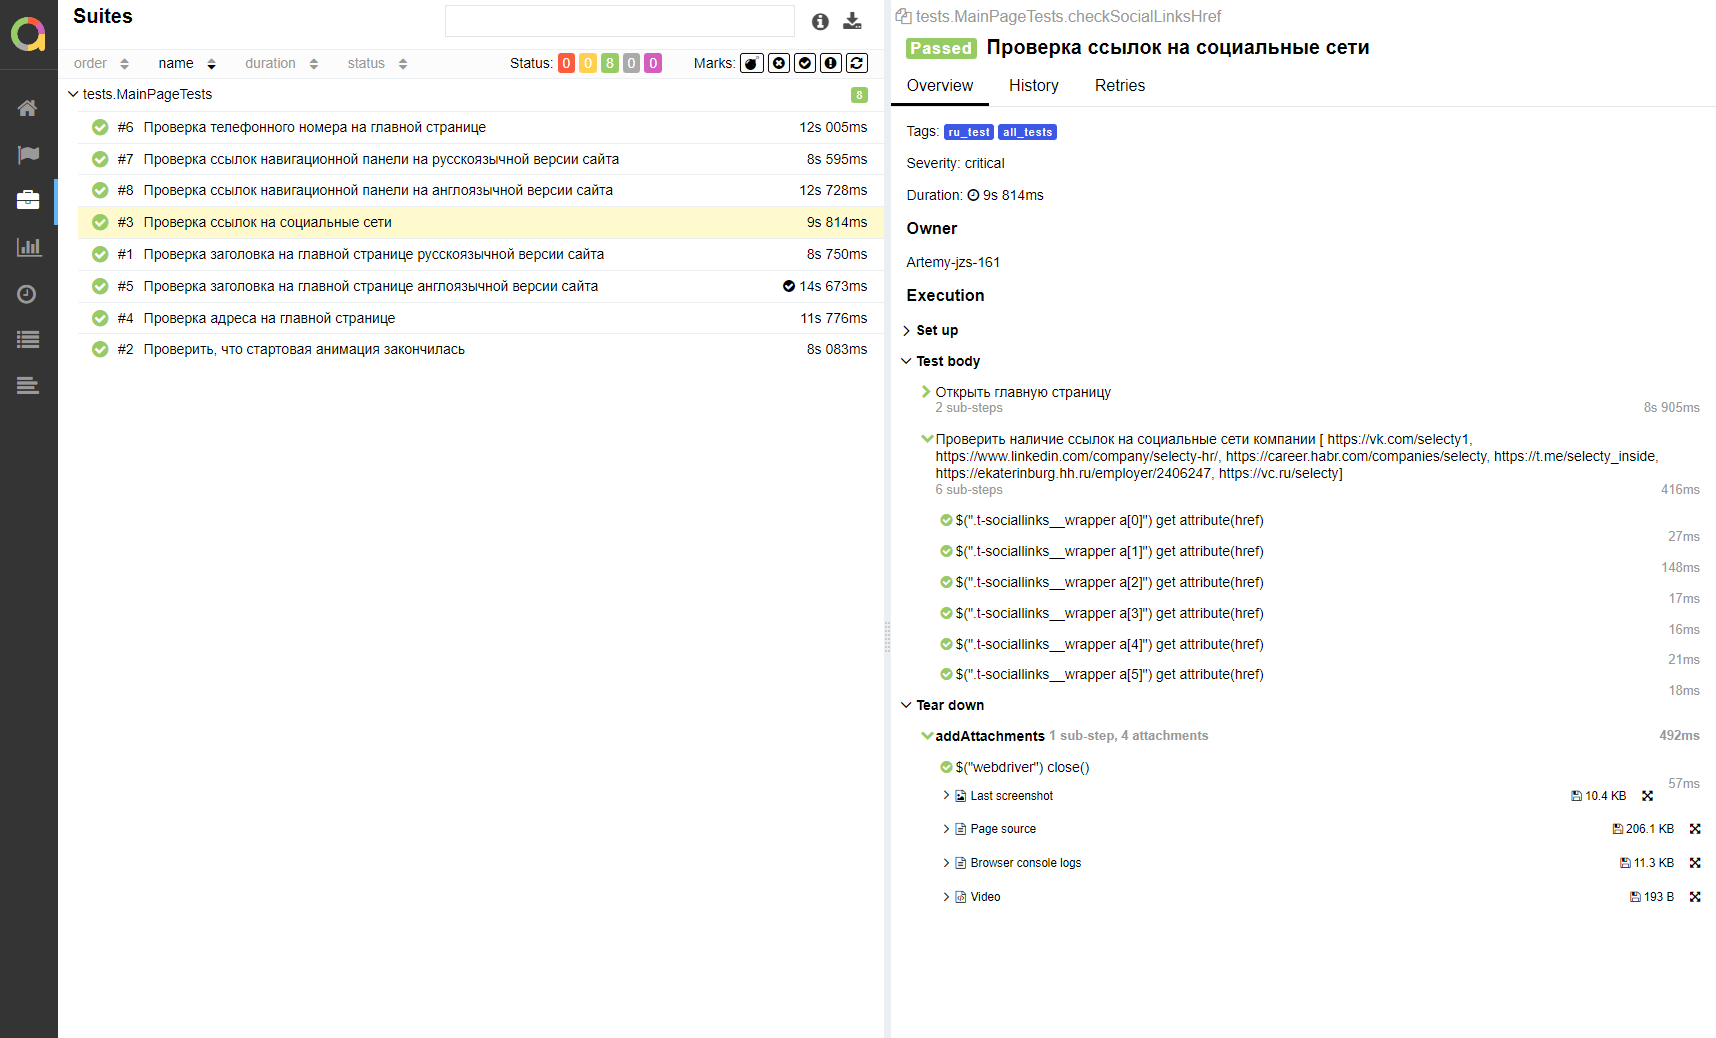 Suites
order name duration status Status: 0 0 8 0 0 Marks:
tests.MainPageTests 8
#6 Проверка телефонного номера на главной странице 12s 005ms
#7 Проверка ссылок навигационной панели на русскоязычной версии сайта 8s 595ms
#8 Проверка ссылок навигационной панели на англоязычной версии сайта 12s 728ms
#3 Проверка ссылок на социальные сети 9s 814ms
#1 Проверка заголовка на главной странице русскоязычной версии сайта 8s 750ms
#5 Проверка заголовка на главной странице англоязычной версии сайта 14s 673ms
#4 Проверка адреса на главной странице 11s 776ms
#2 Проверить, что стартовая анимация закончилась 8s 083ms
tests.MainPageTests.checkSocialLinksHref
Passed Проверка ссылок на социальные сети
Overview History Retries
Tags: ru_test all_tests
Severity: critical
Duration: 9s 814ms
Owner
Artemy-jzs-161
Execution
Set up
Test body
Открыть главную страницу
2 sub-steps 8s 905ms
Проверить наличие ссылок на социальные сети компании [ https://vk.com/selecty1,
https://www.linkedin.com/company/selecty-hr/, https://career.habr.com/companies/selecty, https://t.me/selecty_inside,
https://ekaterinburg.hh.ru/employer/2406247, https://vc.ru/selecty]
6 sub-steps 416ms
$(".t-sociallinks__wrapper a[0]") get attribute(href)
27ms
$(".t-sociallinks__wrapper a[1]") get attribute(href)
148ms
$(".t-sociallinks__wrapper a[2]") get attribute(href)
17ms
$(".t-sociallinks__wrapper a[3]") get attribute(href)
16ms
$(".t-sociallinks__wrapper a[4]") get attribute(href)
21ms
$(".t-sociallinks__wrapper a[5]") get attribute(href)
18ms
Tear down
addAttachments 1 sub-step, 4 attachments 492ms
$("webdriver") close()
57ms
Last screenshot 10.4 KB
Page source 206.1 KB
Browser console logs 11.3 KB
Video 193 B